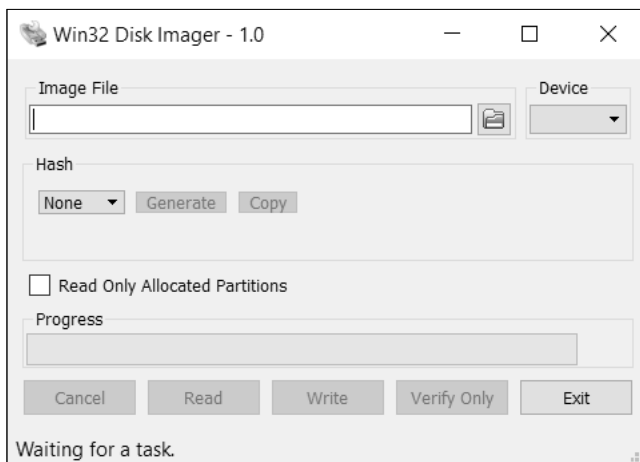 Win32 Disk Imager - 1.0
Image File
Device
Hash
None
Generate
Copy
Read Only Allocated Partitions
Progress
Cancel Read Write Verify Only Exit
Waiting for a task.